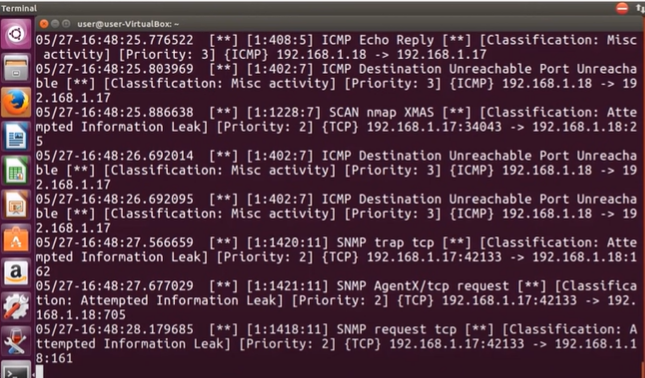 Terminal
user@user-VirtualBox: ~
05/27-16:48:25.776522  [**] [1:408:5] ICMP Echo Reply [**] [Classification: Misc
 activity] [Priority: 3] {ICMP} 192.168.1.18 -> 192.168.1.17
05/27-16:48:25.803969  [**] [1:402:7] ICMP Destination Unreachable Port Unreacha
ble [**] [Classification: Misc activity] [Priority: 3] {ICMP} 192.168.1.18 -> 19
2.168.1.17
05/27-16:48:25.886638  [**] [1:1228:7] SCAN nmap XMAS [**] [Classification: Atte
mpted Information Leak] [Priority: 2] {TCP} 192.168.1.17:34043 -> 192.168.1.18:2
5
05/27-16:48:26.692014  [**] [1:402:7] ICMP Destination Unreachable Port Unreacha
ble [**] [Classification: Misc activity] [Priority: 3] {ICMP} 192.168.1.18 -> 19
2.168.1.17
05/27-16:48:26.692095  [**] [1:402:7] ICMP Destination Unreachable Port Unreacha
ble [**] [Classification: Misc activity] [Priority: 3] {ICMP} 192.168.1.18 -> 19
2.168.1.17
05/27-16:48:27.566659  [**] [1:1420:11] SNMP trap tcp [**] [Classification: Atte
mpted Information Leak] [Priority: 2] {TCP} 192.168.1.17:42133 -> 192.168.1.18:1
62
05/27-16:48:27.677029  [**] [1:1421:11] SNMP AgentX/tcp request [**] [Classifica
tion: Attempted Information Leak] [Priority: 2] {TCP} 192.168.1.17:42133 -> 192.
168.1.18:705
05/27-16:48:28.179685  [**] [1:1418:11] SNMP request tcp [**] [Classification: A
ttempted Information Leak] [Priority: 2] {TCP} 192.168.1.17:42133 -> 192.168.1.1
8:161